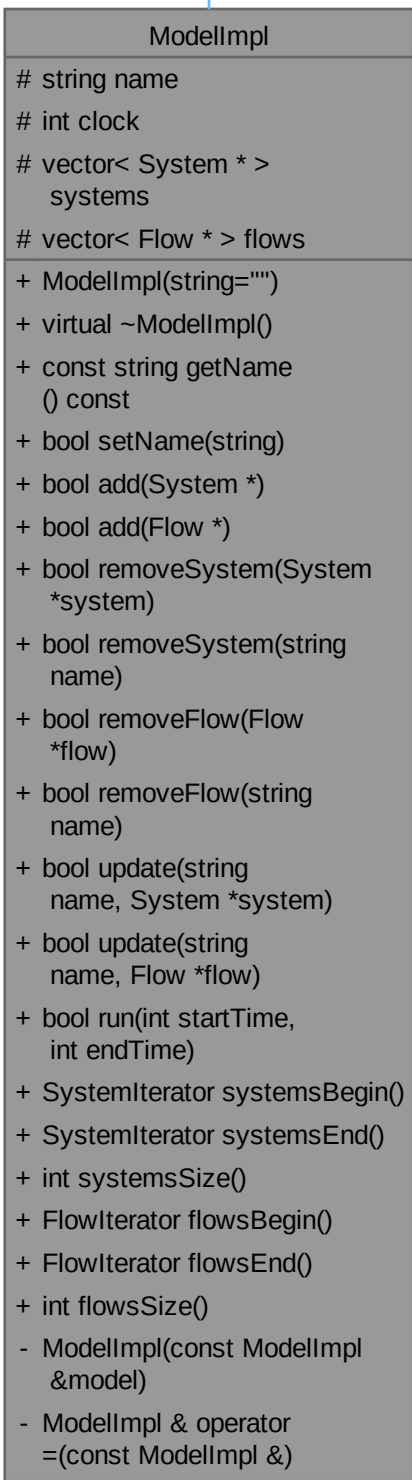 ModelImpl
# string name
# int clock
# vector< System * >
systems
# vector< Flow * > flows
+ ModelImpl(string="")
+ virtual ~ModelImpl()
+ const string getName
() const
+ bool setName(string)
+ bool add(System *)
+ bool add(Flow *)
+ bool removeSystem(System
*system)
+ bool removeSystem(string
name)
+ bool removeFlow(Flow
*flow)
+ bool removeFlow(string
name)
+ bool update(string
name, System *system)
+ bool update(string
name, Flow *flow)
+ bool run(int startTime,
int endTime)
+ SystemIterator systemsBegin()
+ SystemIterator systemsEnd()
+ int systemsSize()
+ FlowIterator flowsBegin()
+ FlowIterator flowsEnd()
+ int flowsSize()
- ModelImpl(const ModelImpl
&model)
- ModelImpl & operator
=(const ModelImpl &)